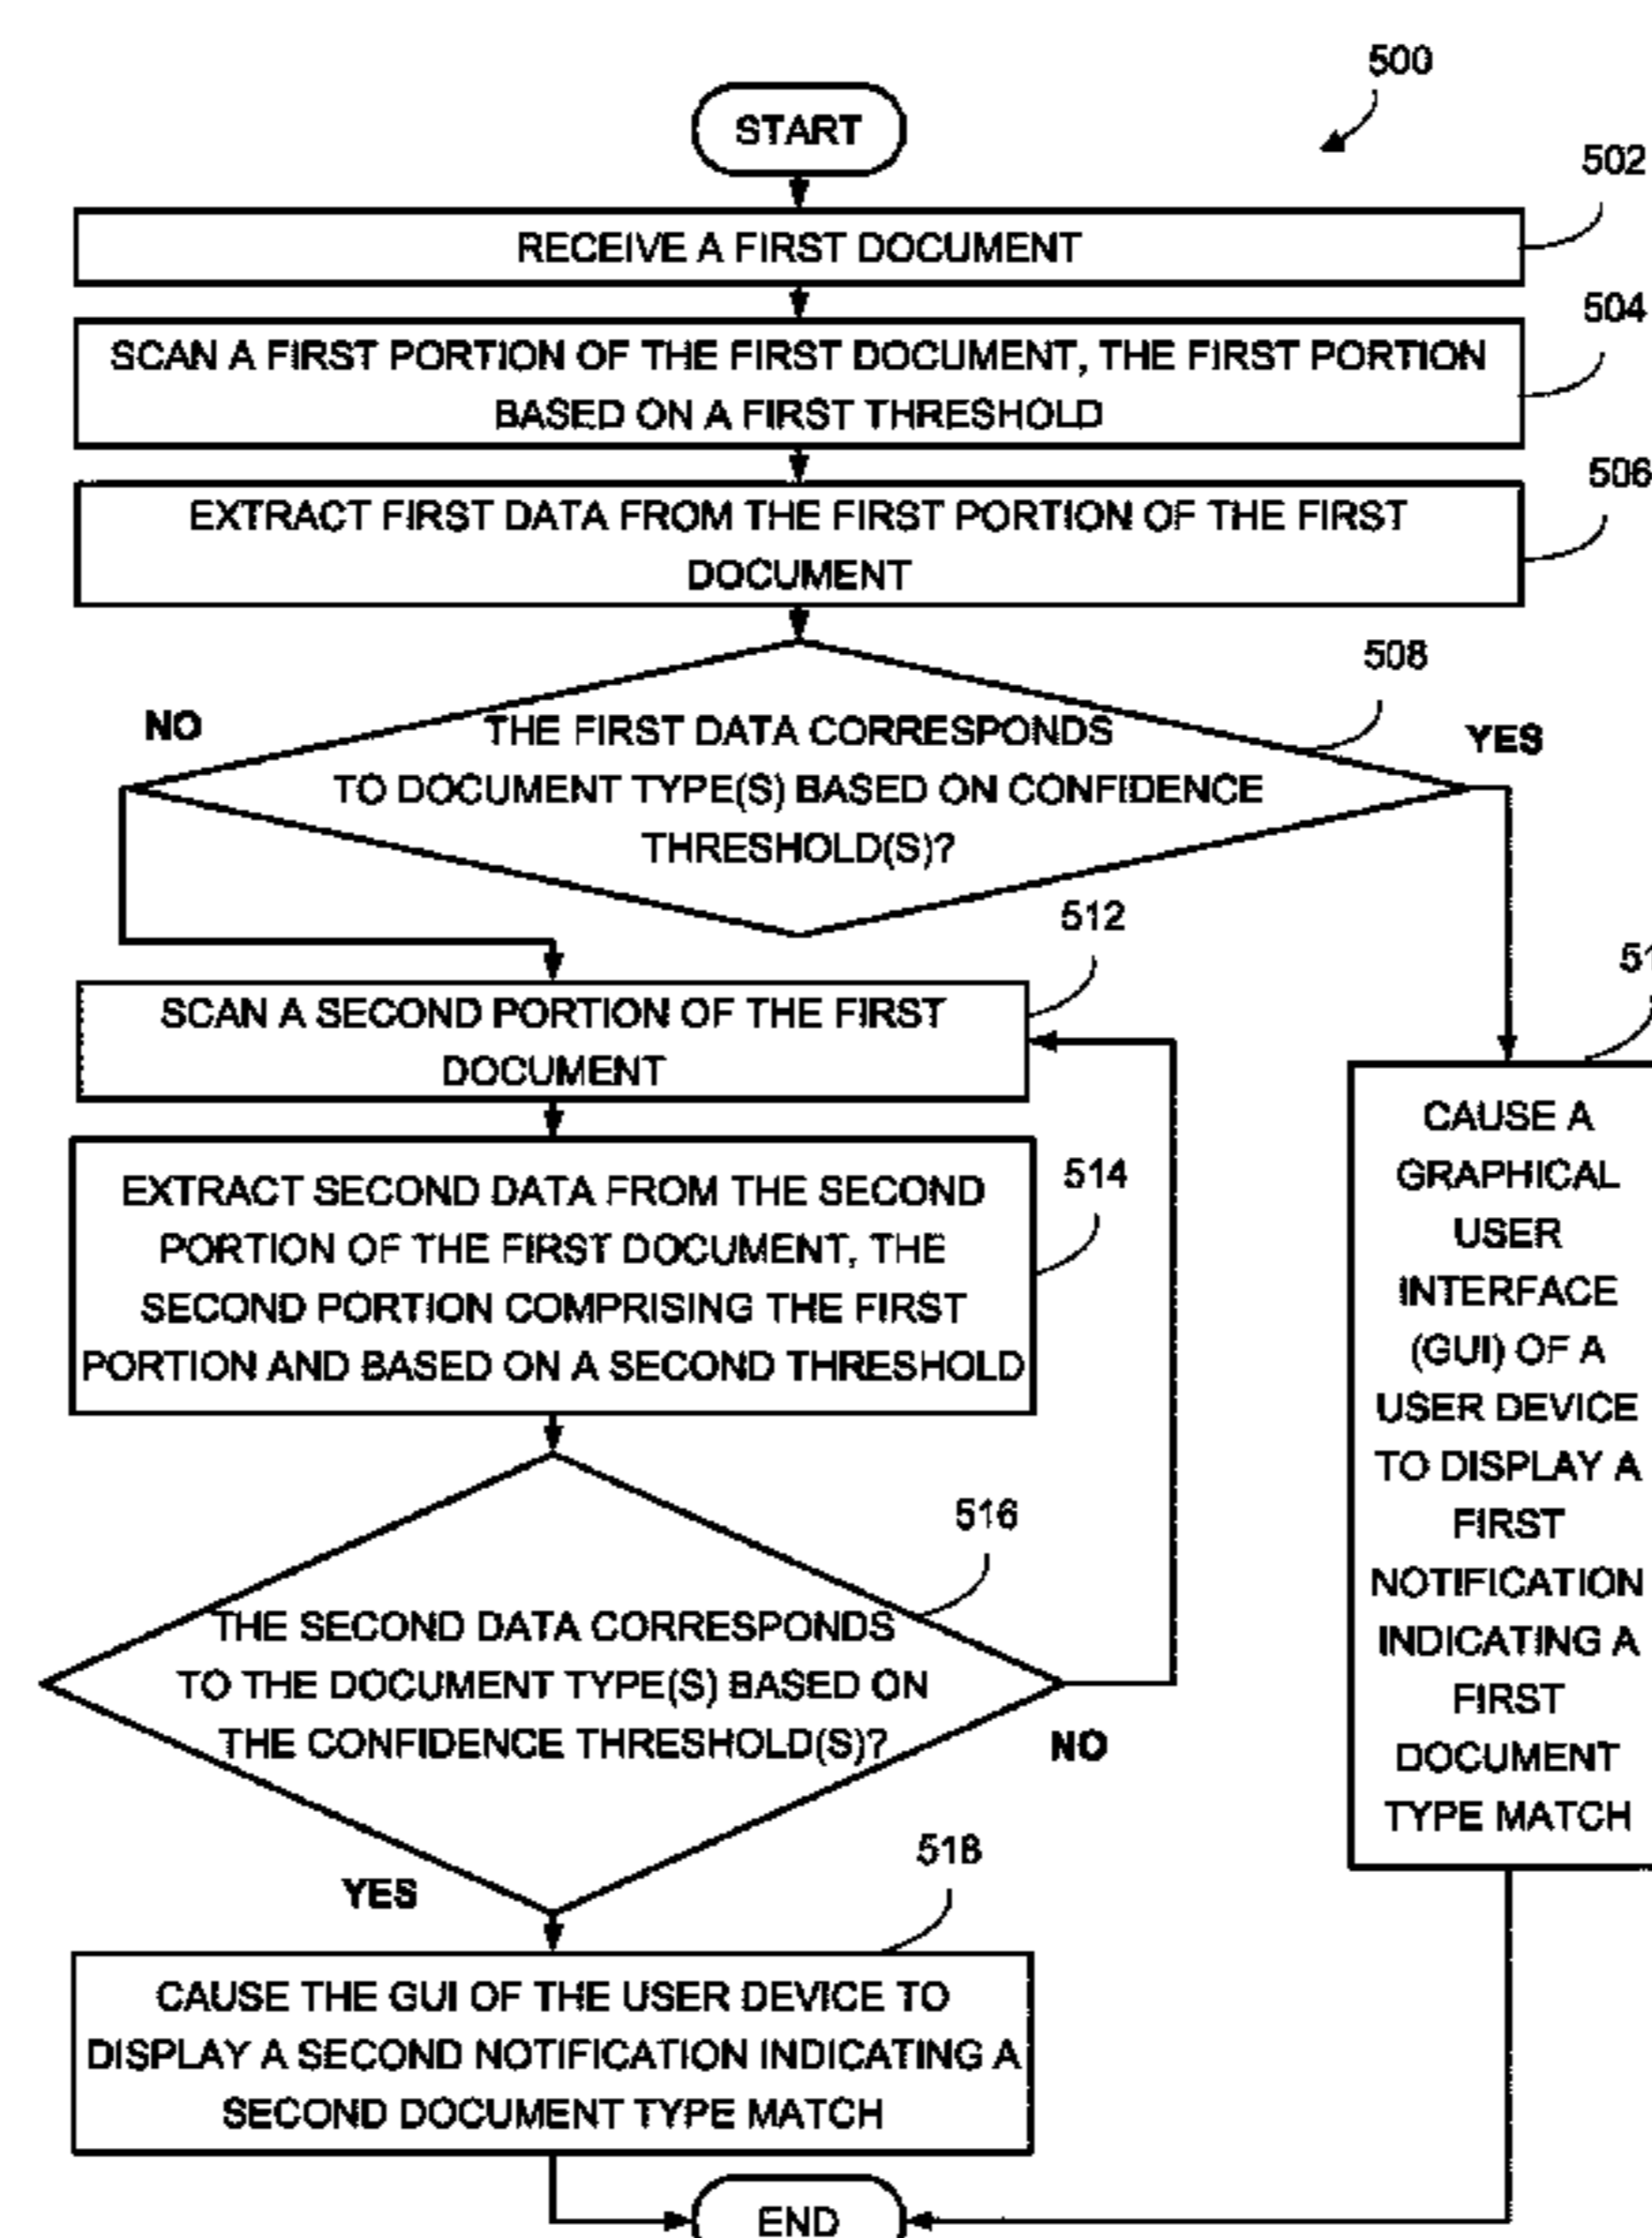 500
START
502
RECEIVE A FIRST DOCUMENT
504
SCAN A FIRST PORTION OF THE FIRST DOCUMENT, THE FIRST PORTION
BASED ON A FIRST THRESHOLD
506
EXTRACT FIRST DATA FROM THE FIRST PORTION OF THE FIRST
DOCUMENT
508
NO
YES
THE FIRST DATA CORRESPONDS
TO DOCUMENT TYPE(S) BASED ON CONFIDENCE
THRESHOLD(S)?
512
SCAN A SECOND PORTION OF THE FIRST
DOCUMENT
514
EXTRACT SECOND DATA FROM THE SECOND
PORTION OF THE FIRST DOCUMENT, THE
SECOND PORTION COMPRISING THE FIRST
PORTION AND BASED ON A SECOND THRESHOLD
516
THE SECOND DATA CORRESPONDS
TO THE DOCUMENT TYPE(S) BASED ON
THE CONFIDENCE THRESHOLD(S)?
NO
YES
518
CAUSE THE GUI OF THE USER DEVICE TO
DISPLAY A SECOND NOTIFICATION INDICATING A
SECOND DOCUMENT TYPE MATCH
CAUSE A
GRAPHICAL
USER
INTERFACE
(GUI) OF A
USER DEVICE
TO DISPLAY A
FIRST
NOTIFICATION
INDICATING A
FIRST
DOCUMENT
TYPE MATCH
END